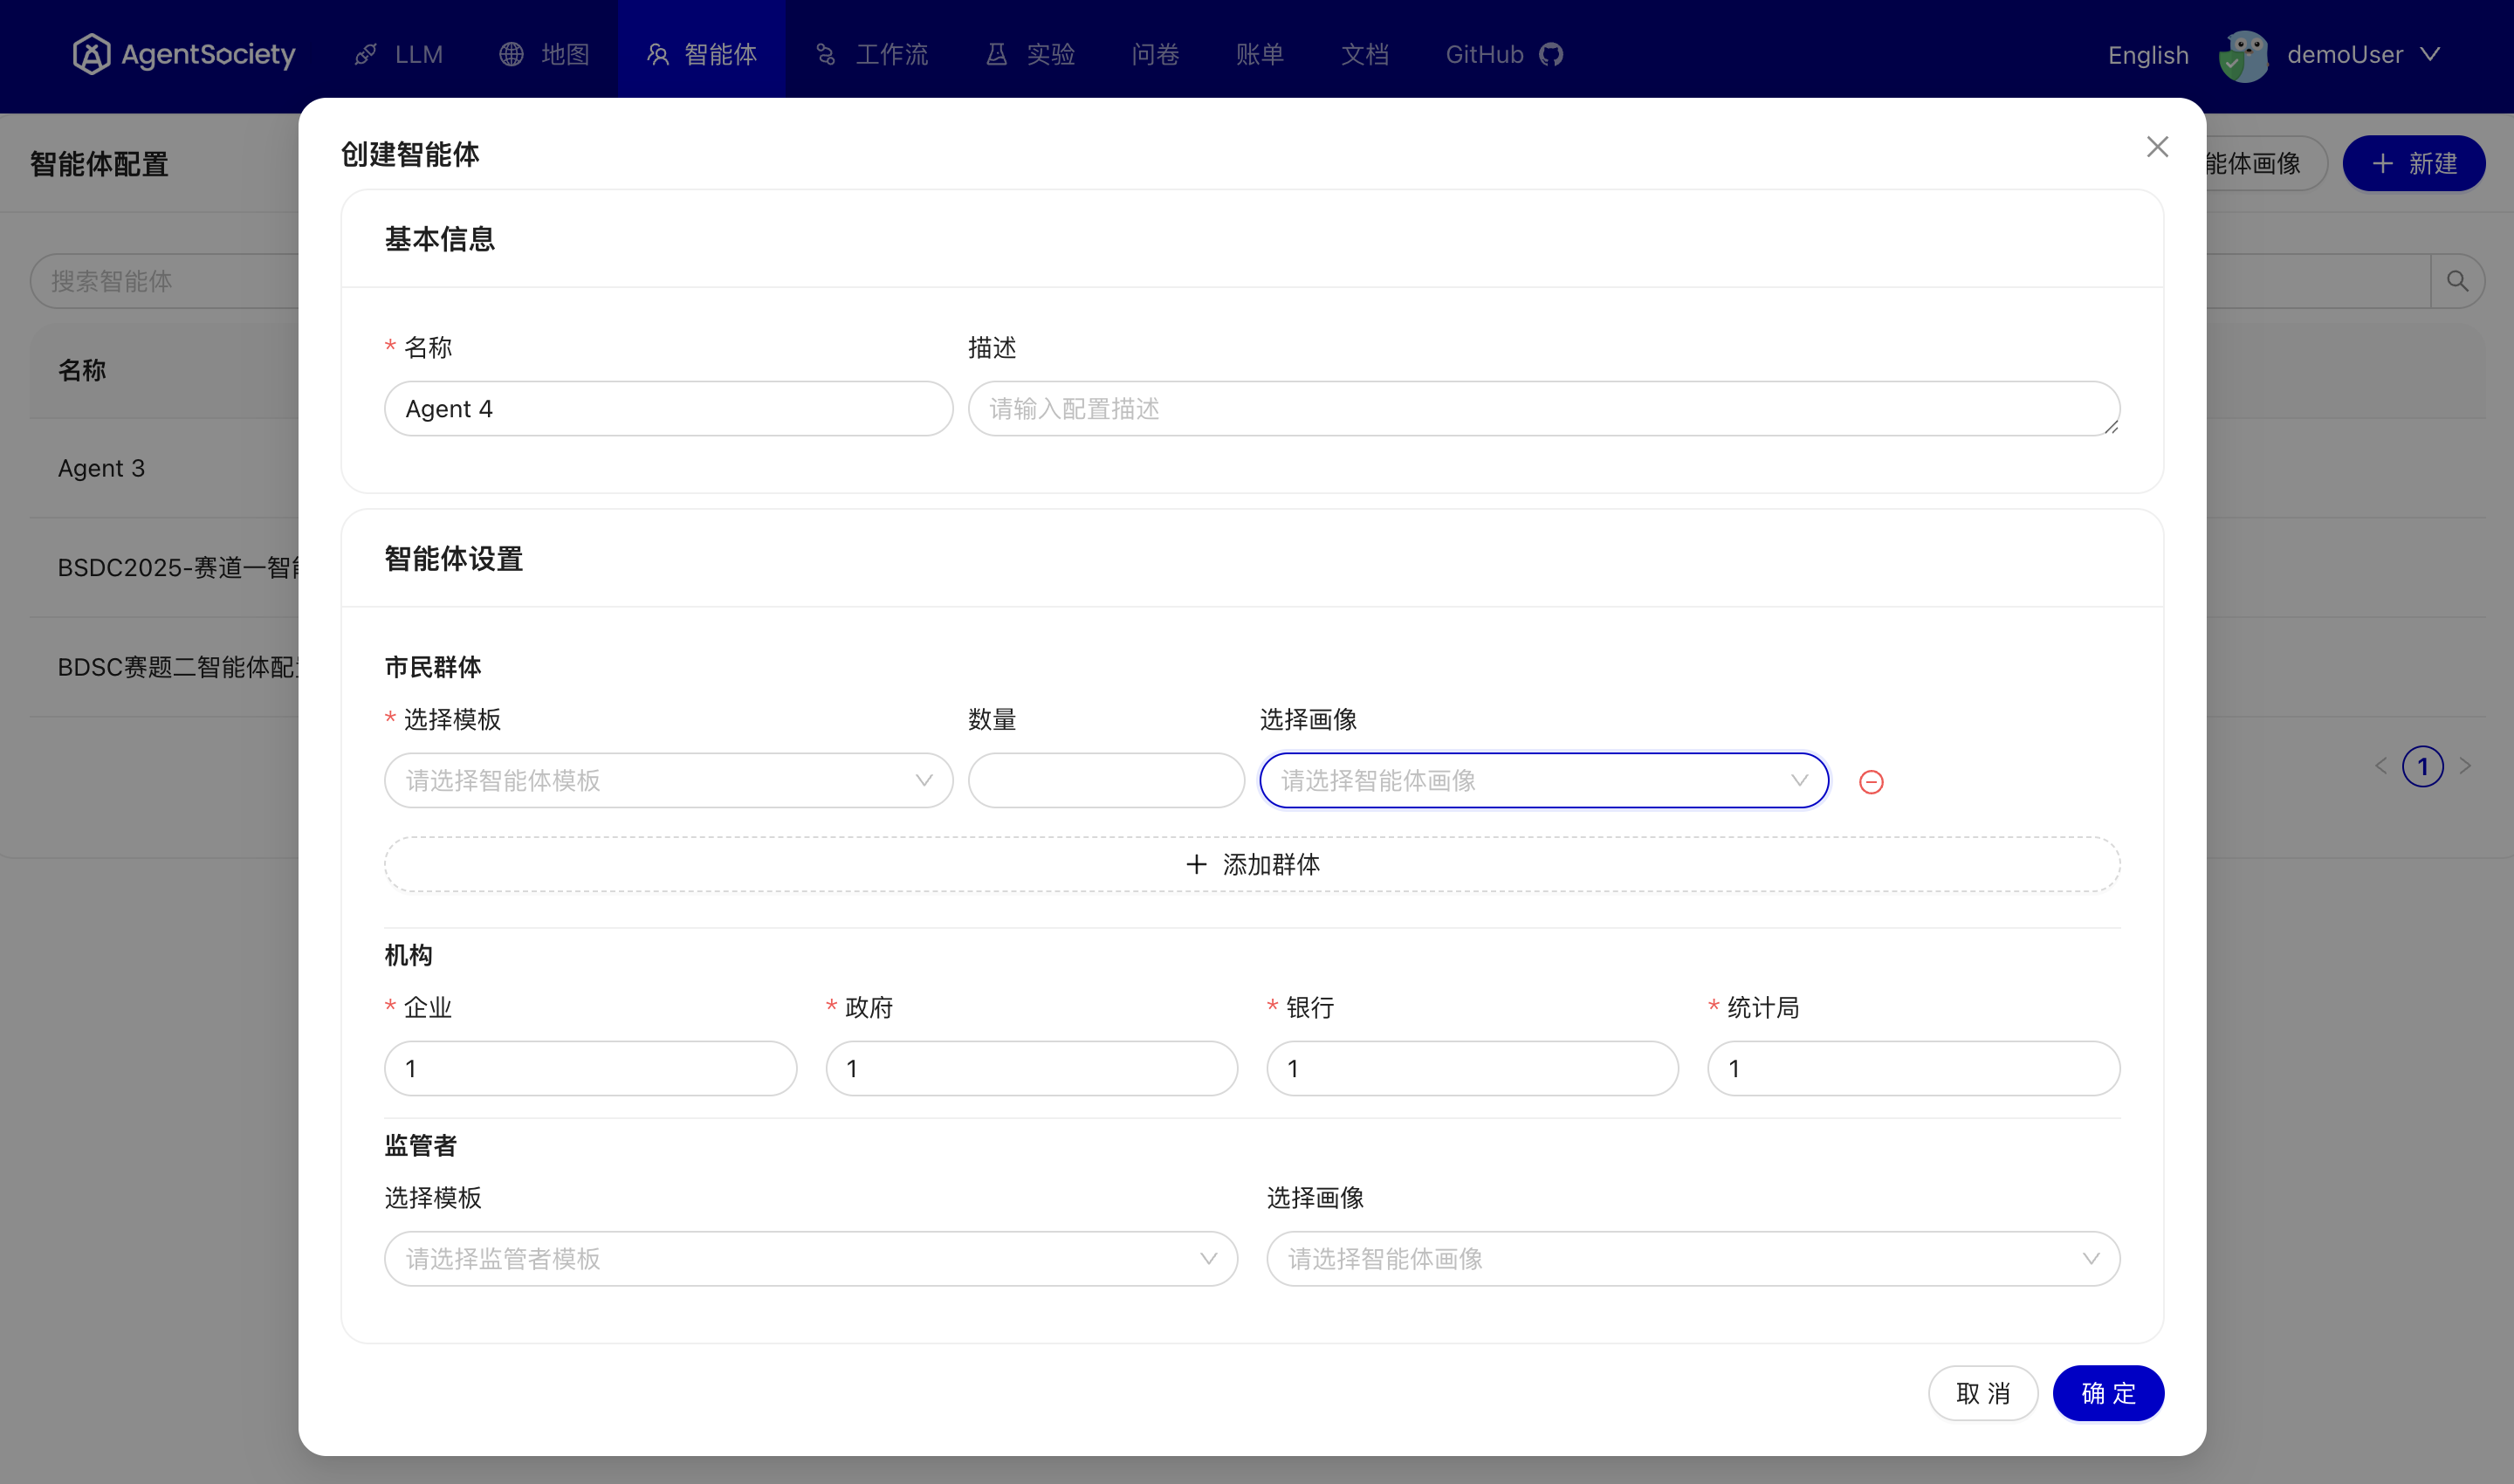 AgentSociety LLM 地图 智能体 工作流 实验 问卷 账单 文档 GitHub English demoUser
智能体配置
能体画像 新建
搜索智能体
名称
Agent 3
BSDC2025-赛道一智能
BDSC赛题二智能体配
1
创建智能体
基本信息
* 名称 描述
Agent 4 请输入配置描述
智能体设置
市民群体
* 选择模板 数量 选择画像
请选择智能体模板 请选择智能体画像
添加群体
机构
* 企业 * 政府 * 银行 * 统计局
1 1 1 1
监管者
选择模板 选择画像
请选择监管者模板 请选择智能体画像
取 消 确 定